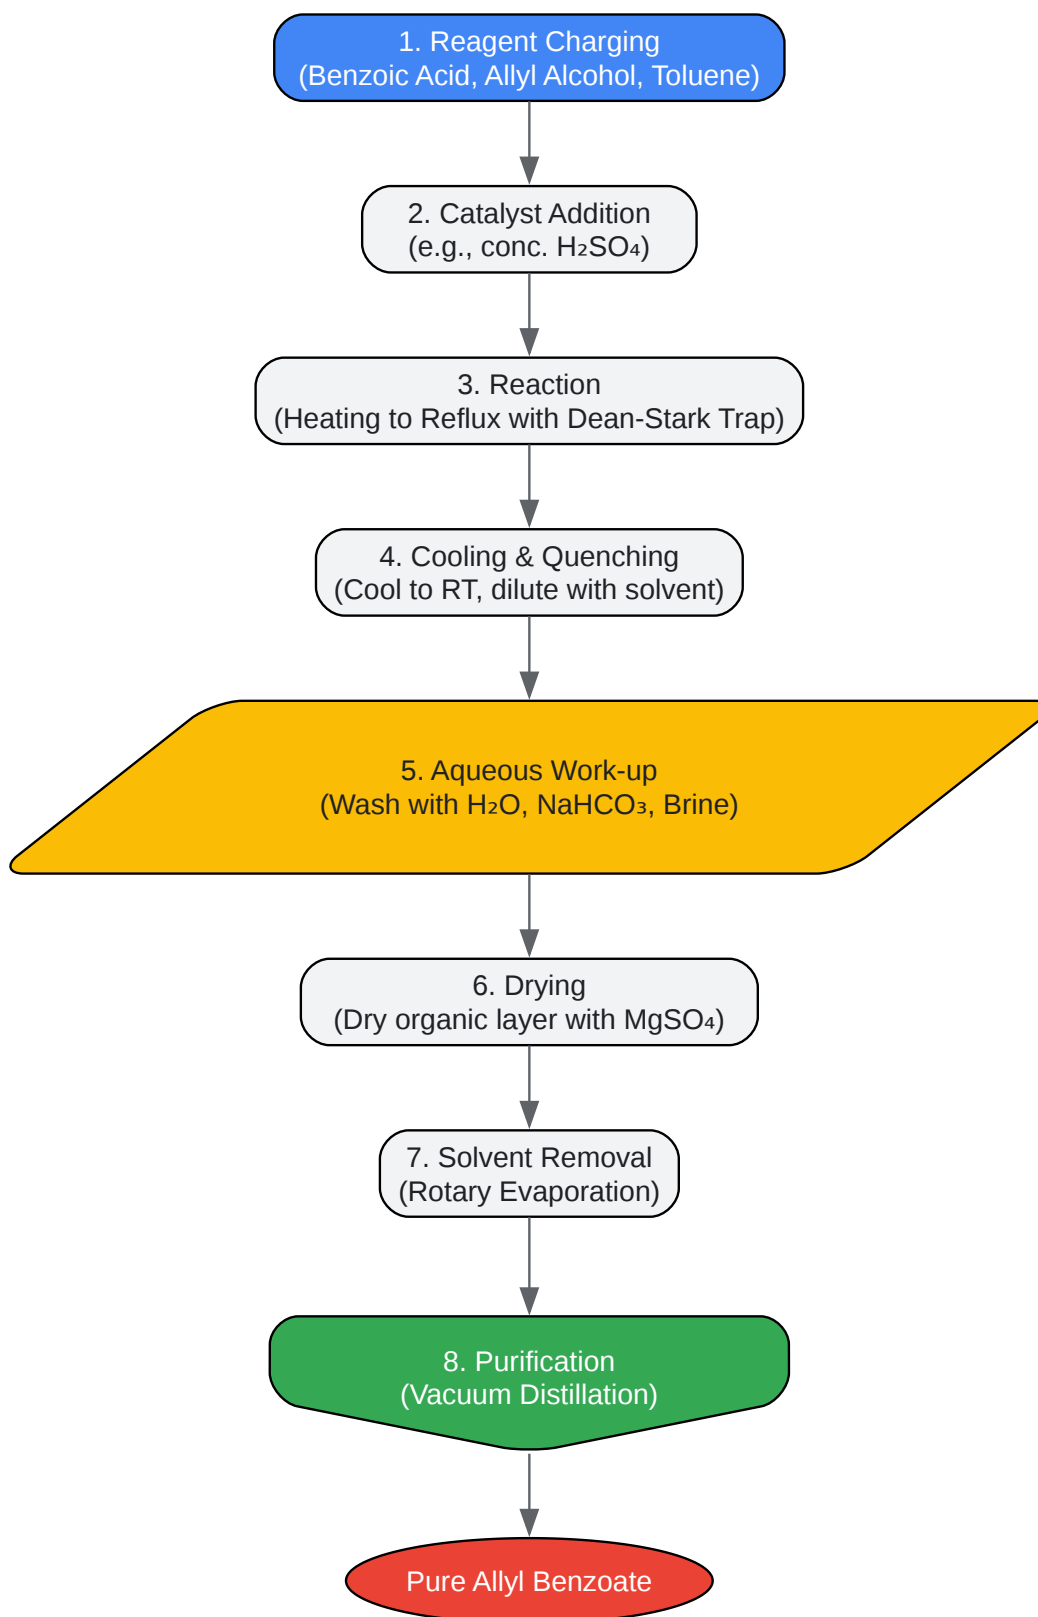 1. Reagent Charging
(Benzoic Acid, Allyl Alcohol, Toluene)
2. Catalyst Addition
(e.g., conc. H₂SO₄)
3. Reaction
(Heating to Reflux with Dean-Stark Trap)
4. Cooling & Quenching
(Cool to RT, dilute with solvent)
5. Aqueous Work-up
(Wash with H₂O, NaHCO₃, Brine)
6. Drying
(Dry organic layer with MgSO₄)
7. Solvent Removal
(Rotary Evaporation)
8. Purification
(Vacuum Distillation)
Pure Allyl Benzoate